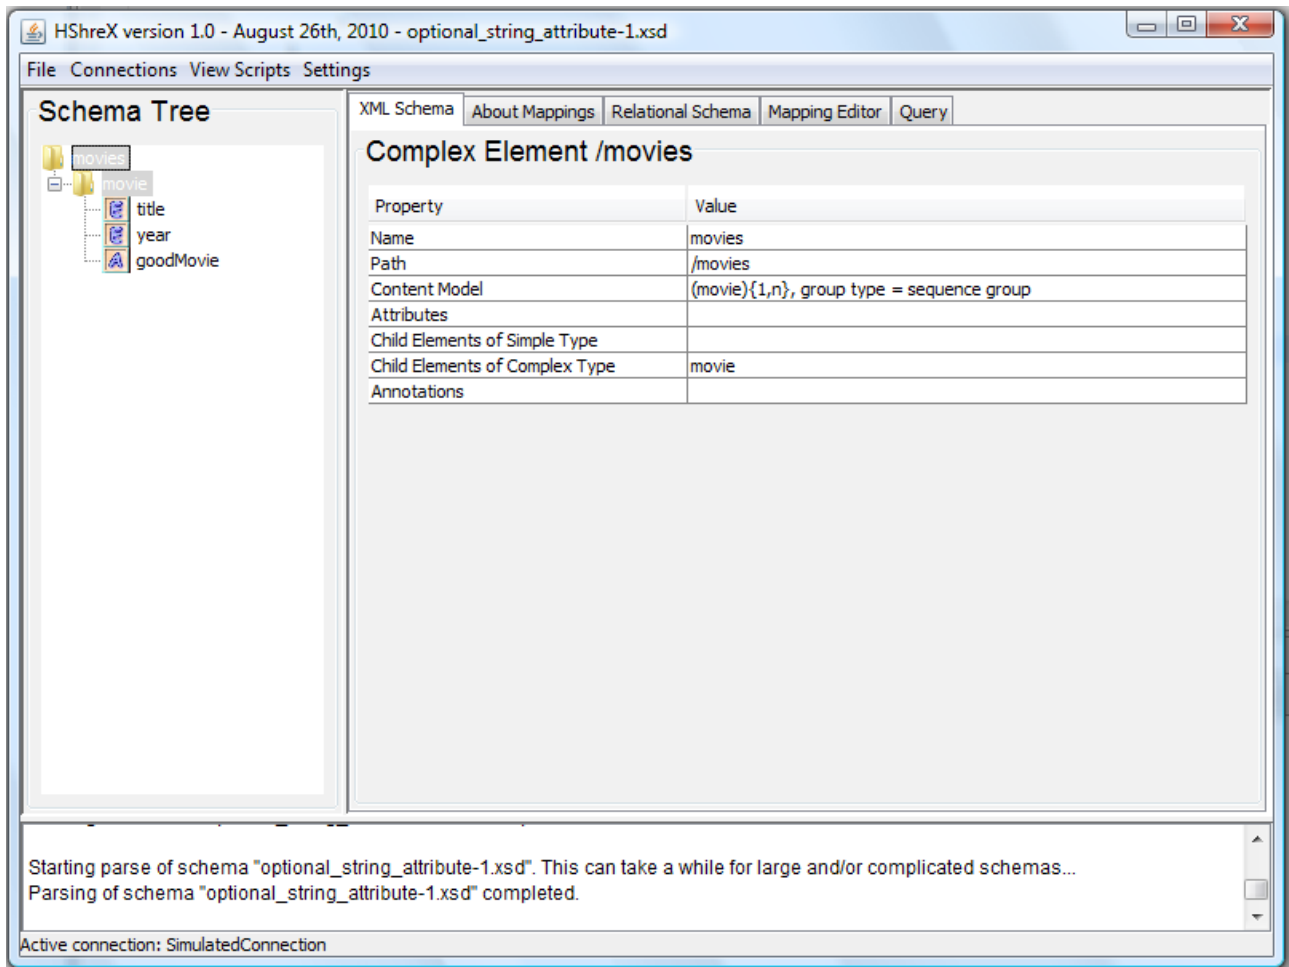 HShreX version 1.0 - August 26th, 2010 - optional_string_attribute-1.xsd
File Connections View Scripts Settings
Schema Tree
movies
movie
title
year
goodMovie
XML Schema About Mappings Relational Schema Mapping Editor Query
Complex Element /movies
Property Value
Name movies
Path /movies
Content Model (movie){1,n}, group type = sequence group
Attributes
Child Elements of Simple Type
Child Elements of Complex Type movie
Annotations
Starting parse of schema "optional_string_attribute-1.xsd". This can take a while for large and/or complicated schemas...
Parsing of schema "optional_string_attribute-1.xsd" completed.
Active connection: SimulatedConnection